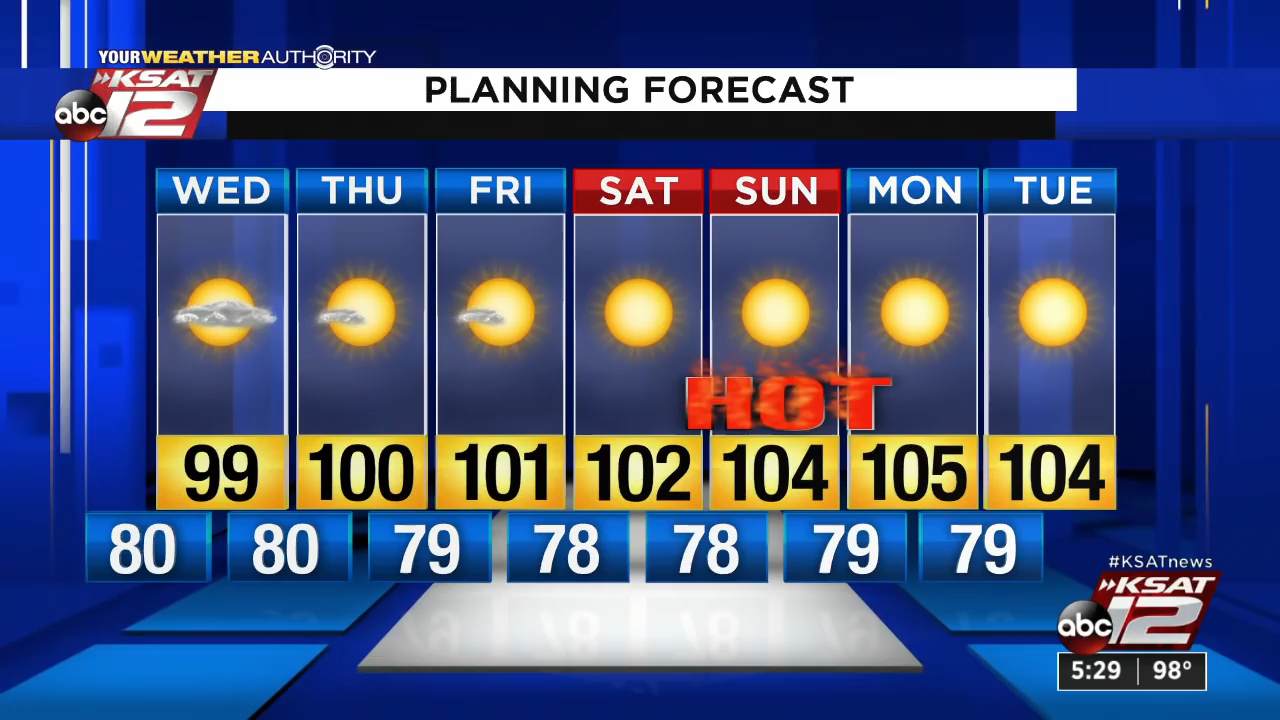 YOURWEATHERAUTHORITY
KSAT
abc 12
PLANNING FORECAST
WED THU FRI SAT SUN MON TUE
HOT
99 100 101 102 104 105 104
80 80 79 78 78 79 79
#KSATnews
KSAT
abc 12
5:29 98°